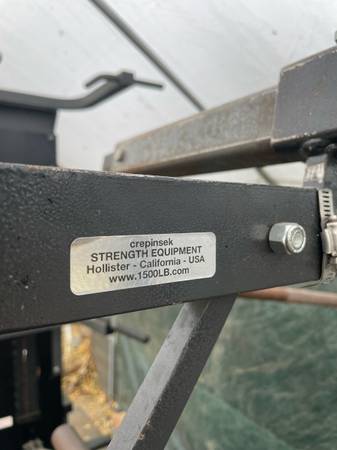 crepinsek
STRENGTH EQUIPMENT
Hollister - California - USA
www.1500LB.com